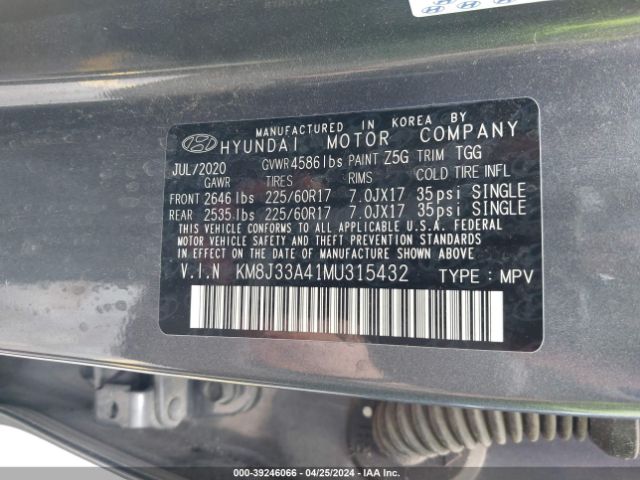 MANUFACTURED IN KOREA BY
HYUNDAI MOTOR COMPANY
JUL/2020 GVWR 4586 lbs PAINT Z5G TRIM TGG
GAWR TIRES RIMS COLD TIRE INFL
FRONT 2646 lbs 225/60R17 7.0JX17 35psi SINGLE
REAR 2535 lbs 225/60R17 7.0JX17 35psi SINGLE
THIS VEHICLE CONFORMS TO ALL APPLICABLE U.S.A. FEDERAL
MOTOR VEHICLE SAFETY, BUMPER, AND THEFT PREVENTION STANDARDS
IN EFFECT ON THE DATE OF MANUFACTURE SHOWN ABOVE.
V.I.N KM8J33A41MU315432 TYPE : MPV
© - 39246066 - 04/25/2024 - IAA Inc.